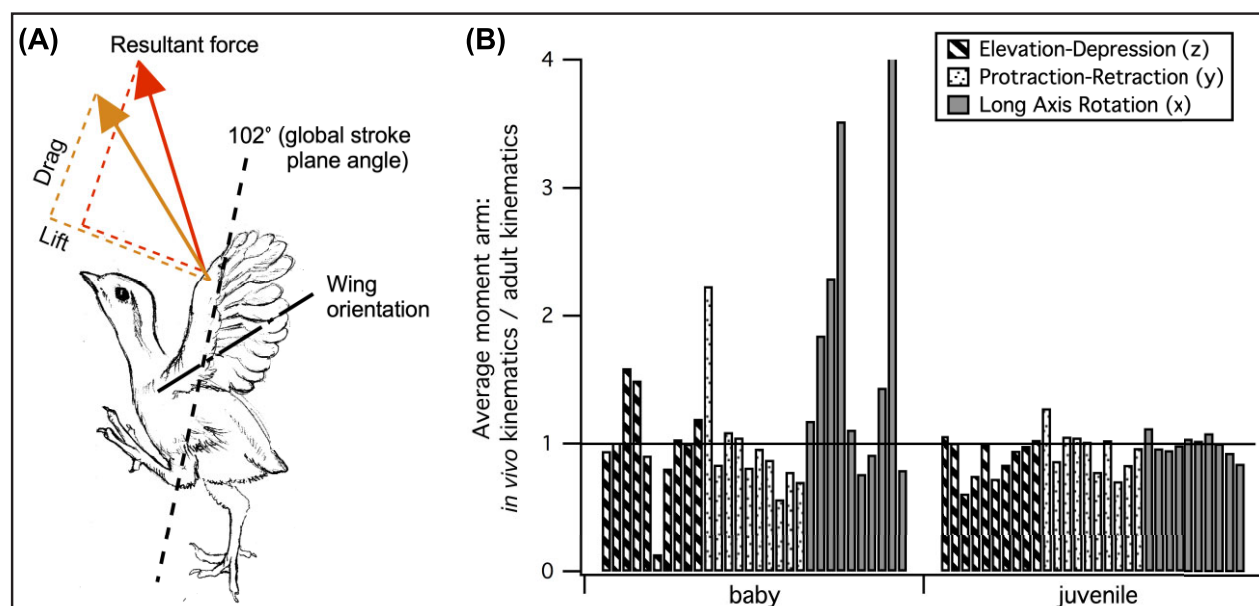 (A)
Resultant force
Drag
Lift
102° (global stroke
plane angle)
Wing
orientation
(B)
Average moment arm:
in vivo kinematics / adult kinematics
4
3
2
1
0
Elevation-Depression (z)
Protraction-Retraction (y)
Long Axis Rotation (x)
baby
juvenile